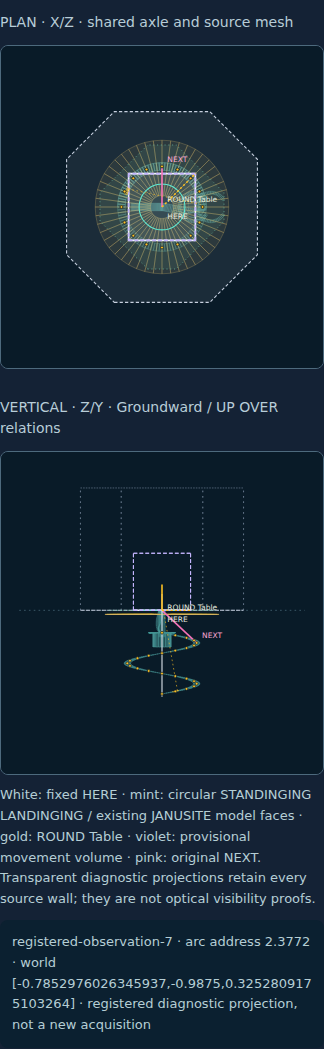 PLAN · X/Z · shared axle and source mesh
NEXT
ROUND Table
HERE
VERTICAL · Z/Y · Groundward / UP OVER
relations
ROUND Table
HERE
NEXT
White: fixed HERE · mint: circular STANDINGING
LANDINGING / existing JANUSITE model faces ·
gold: ROUND Table · violet: provisional
movement volume · pink: original NEXT.
Transparent diagnostic projections retain every
source wall; they are not optical visibility proofs.
registered-observation-7 · arc address 2.3772
· world
[-0.7852976026345937,-0.9875,0.325280917
5103264] · registered diagnostic projection,
not a new acquisition